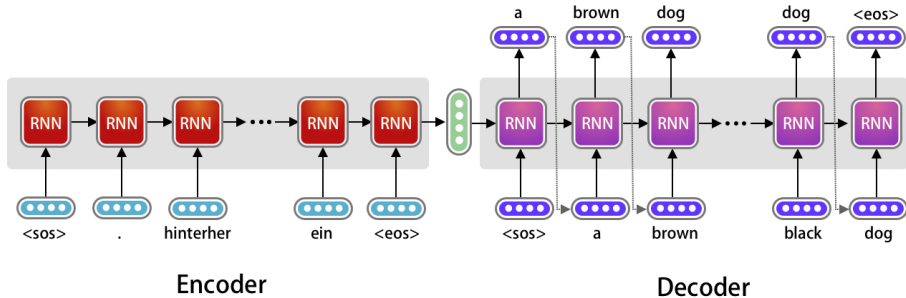 a brown dog dog <eos>
RNN RNN RNN RNN RNN RNN RNN RNN RNN RNN
<sos> . hinterher ein <eos> <sos> a brown black dog
Encoder Decoder